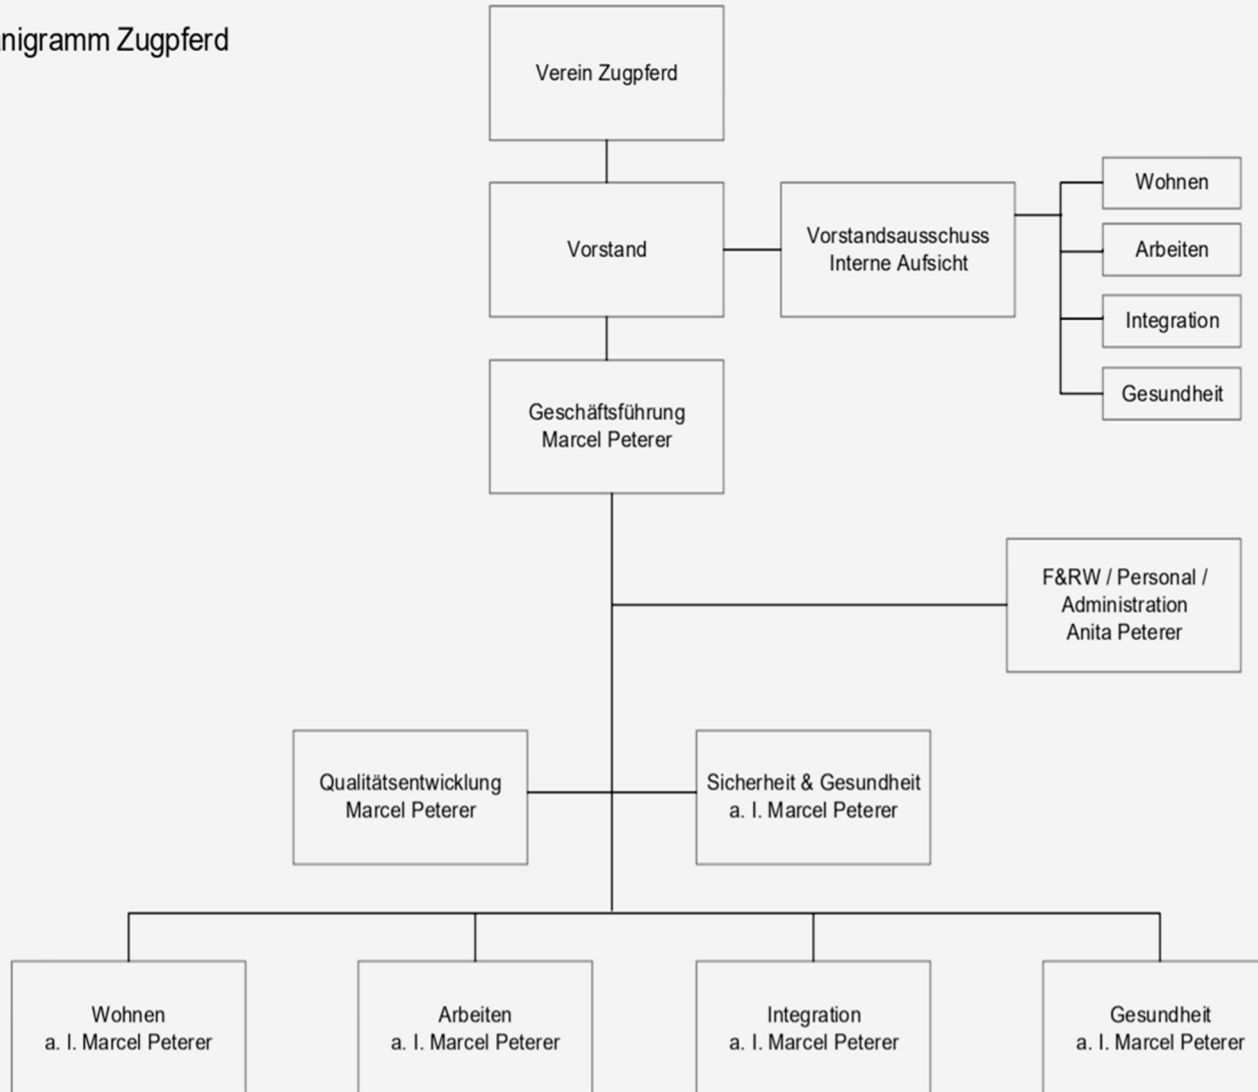 nigramm Zugpferd
Verein Zugpferd
Vorstand
Vorstandsausschuss
Interne Aufsicht
Wohnen
Arbeiten
Integration
Gesundheit
Geschäftsführung
Marcel Peterer
F&RW / Personal /
Administration
Anita Peterer
Qualitätsentwicklung
Marcel Peterer
Sicherheit & Gesundheit
a. I. Marcel Peterer
Wohnen
a. I. Marcel Peterer
Arbeiten
a. I. Marcel Peterer
Integration
a. I. Marcel Peterer
Gesundheit
a. I. Marcel Peterer